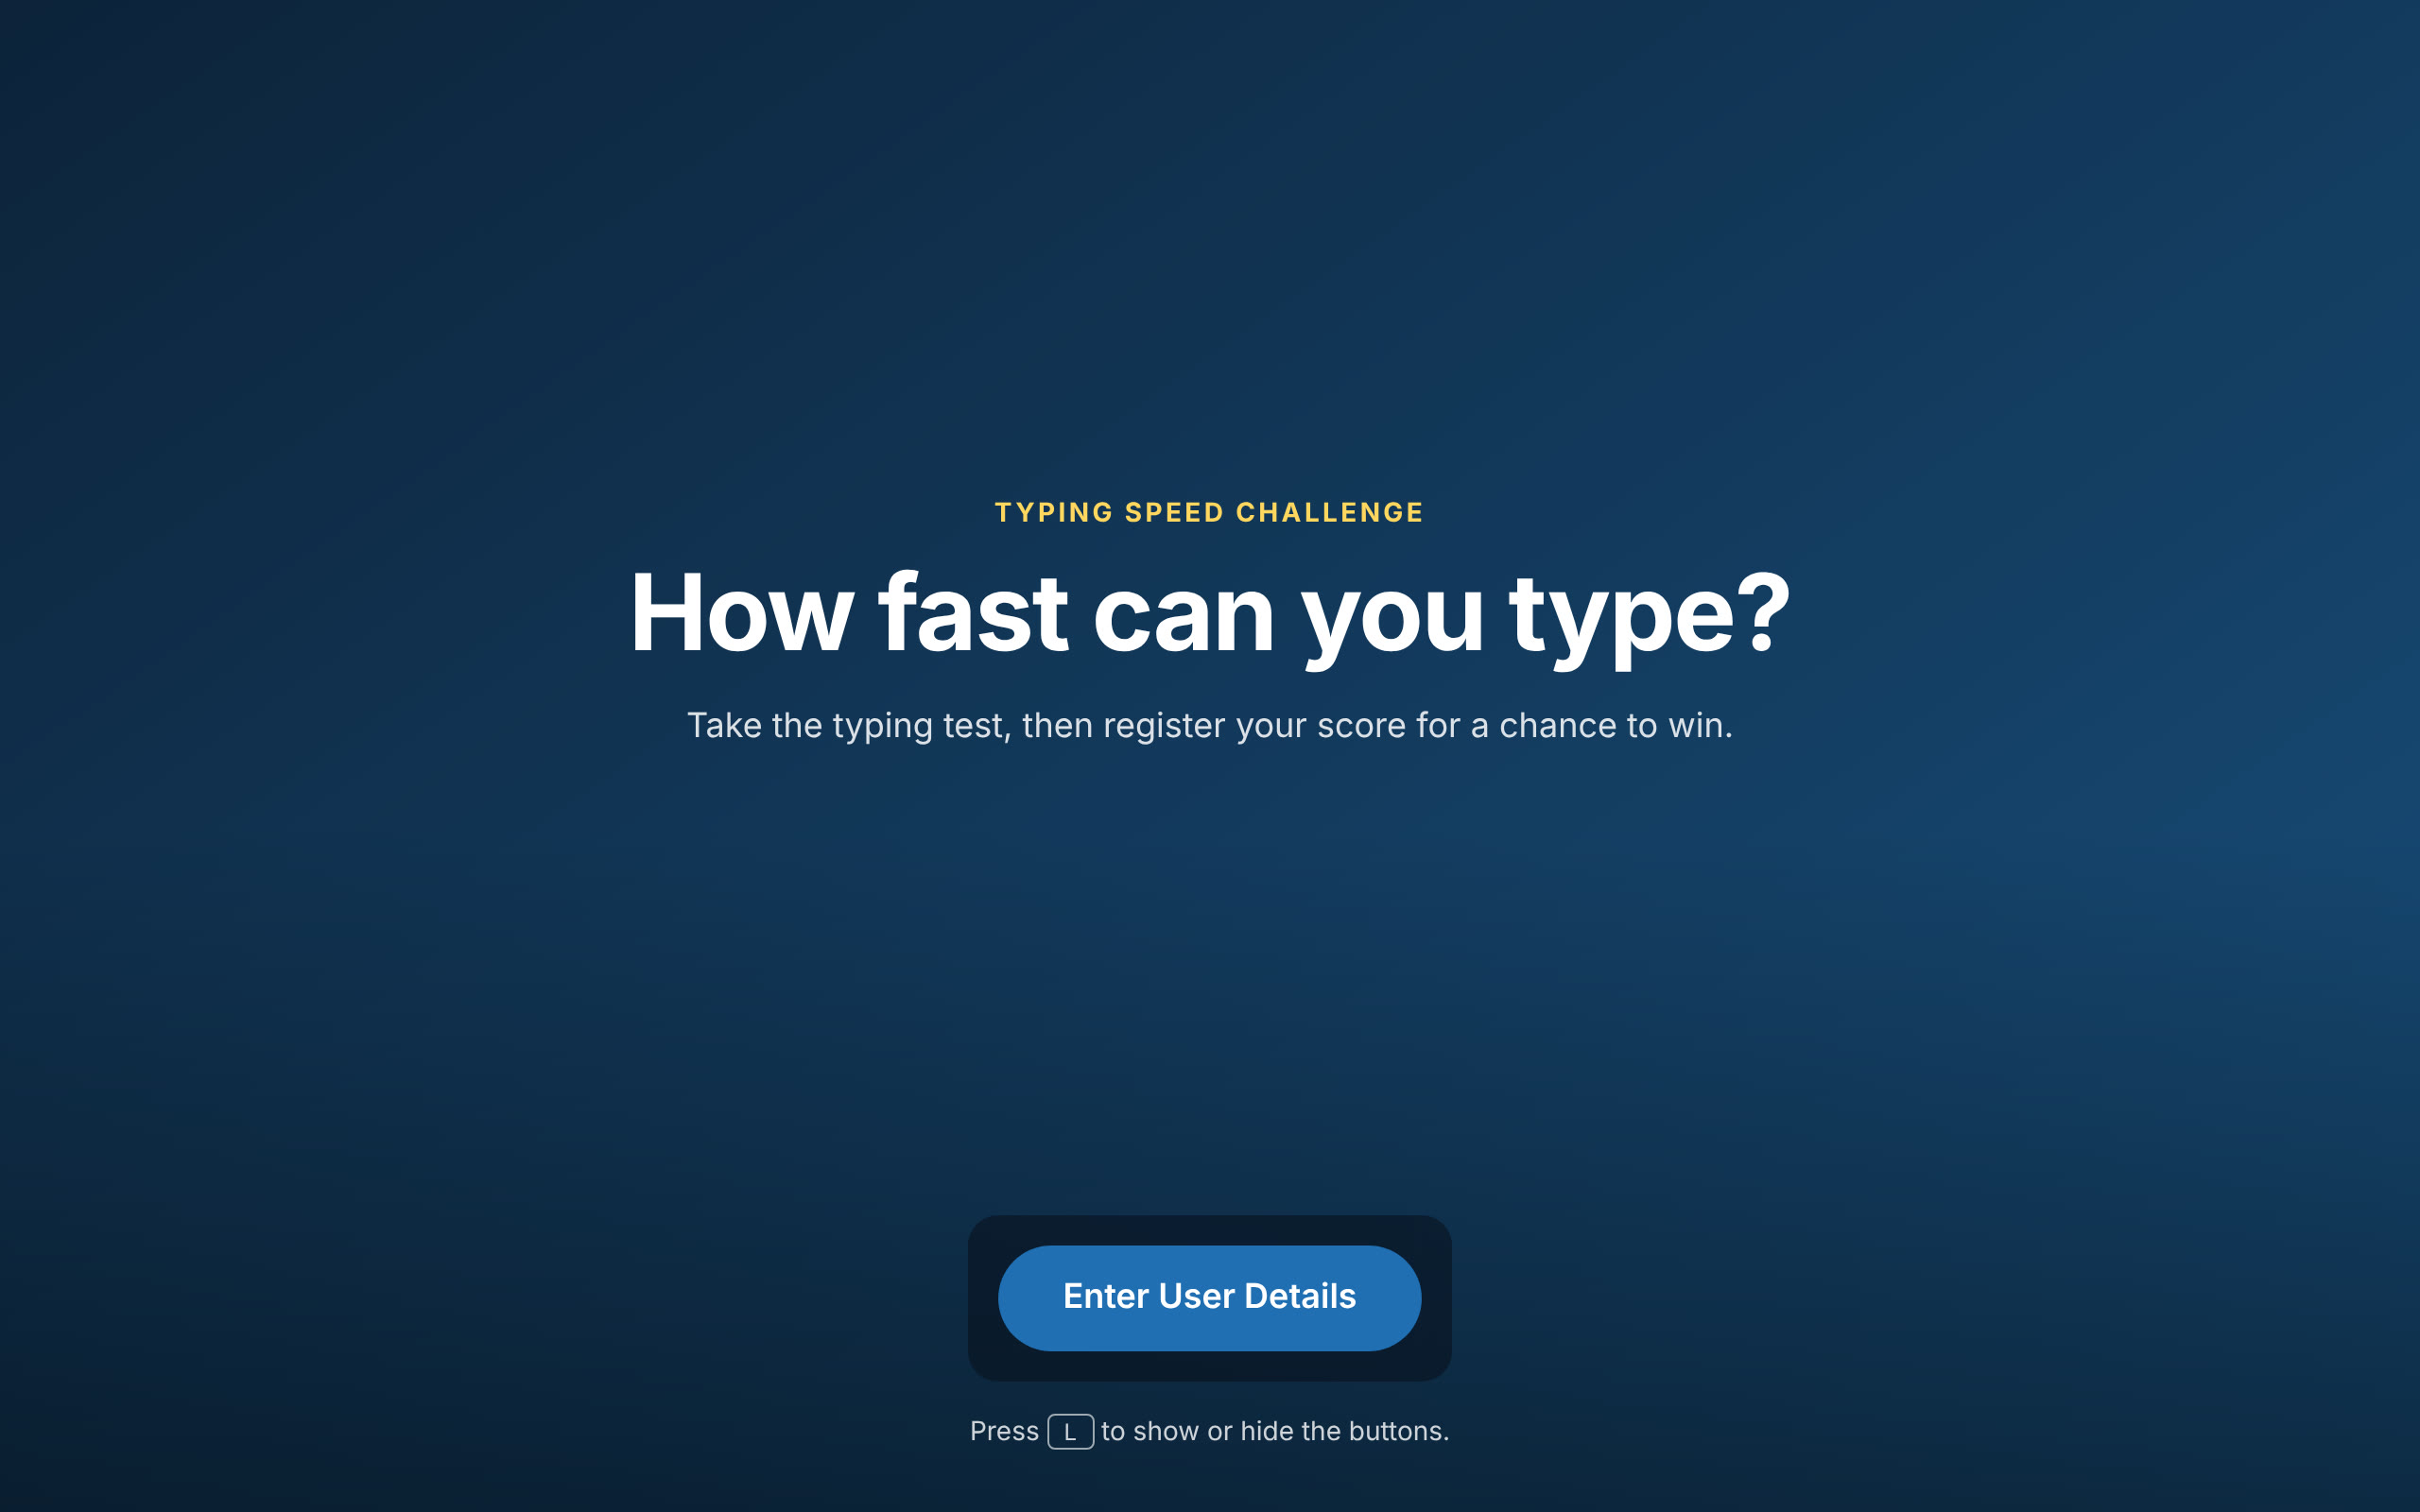 TYPING SPEED CHALLENGE
How fast can you type?
Take the typing test, then register your score for a chance to win.
Enter User Details
Press L to show or hide the buttons.